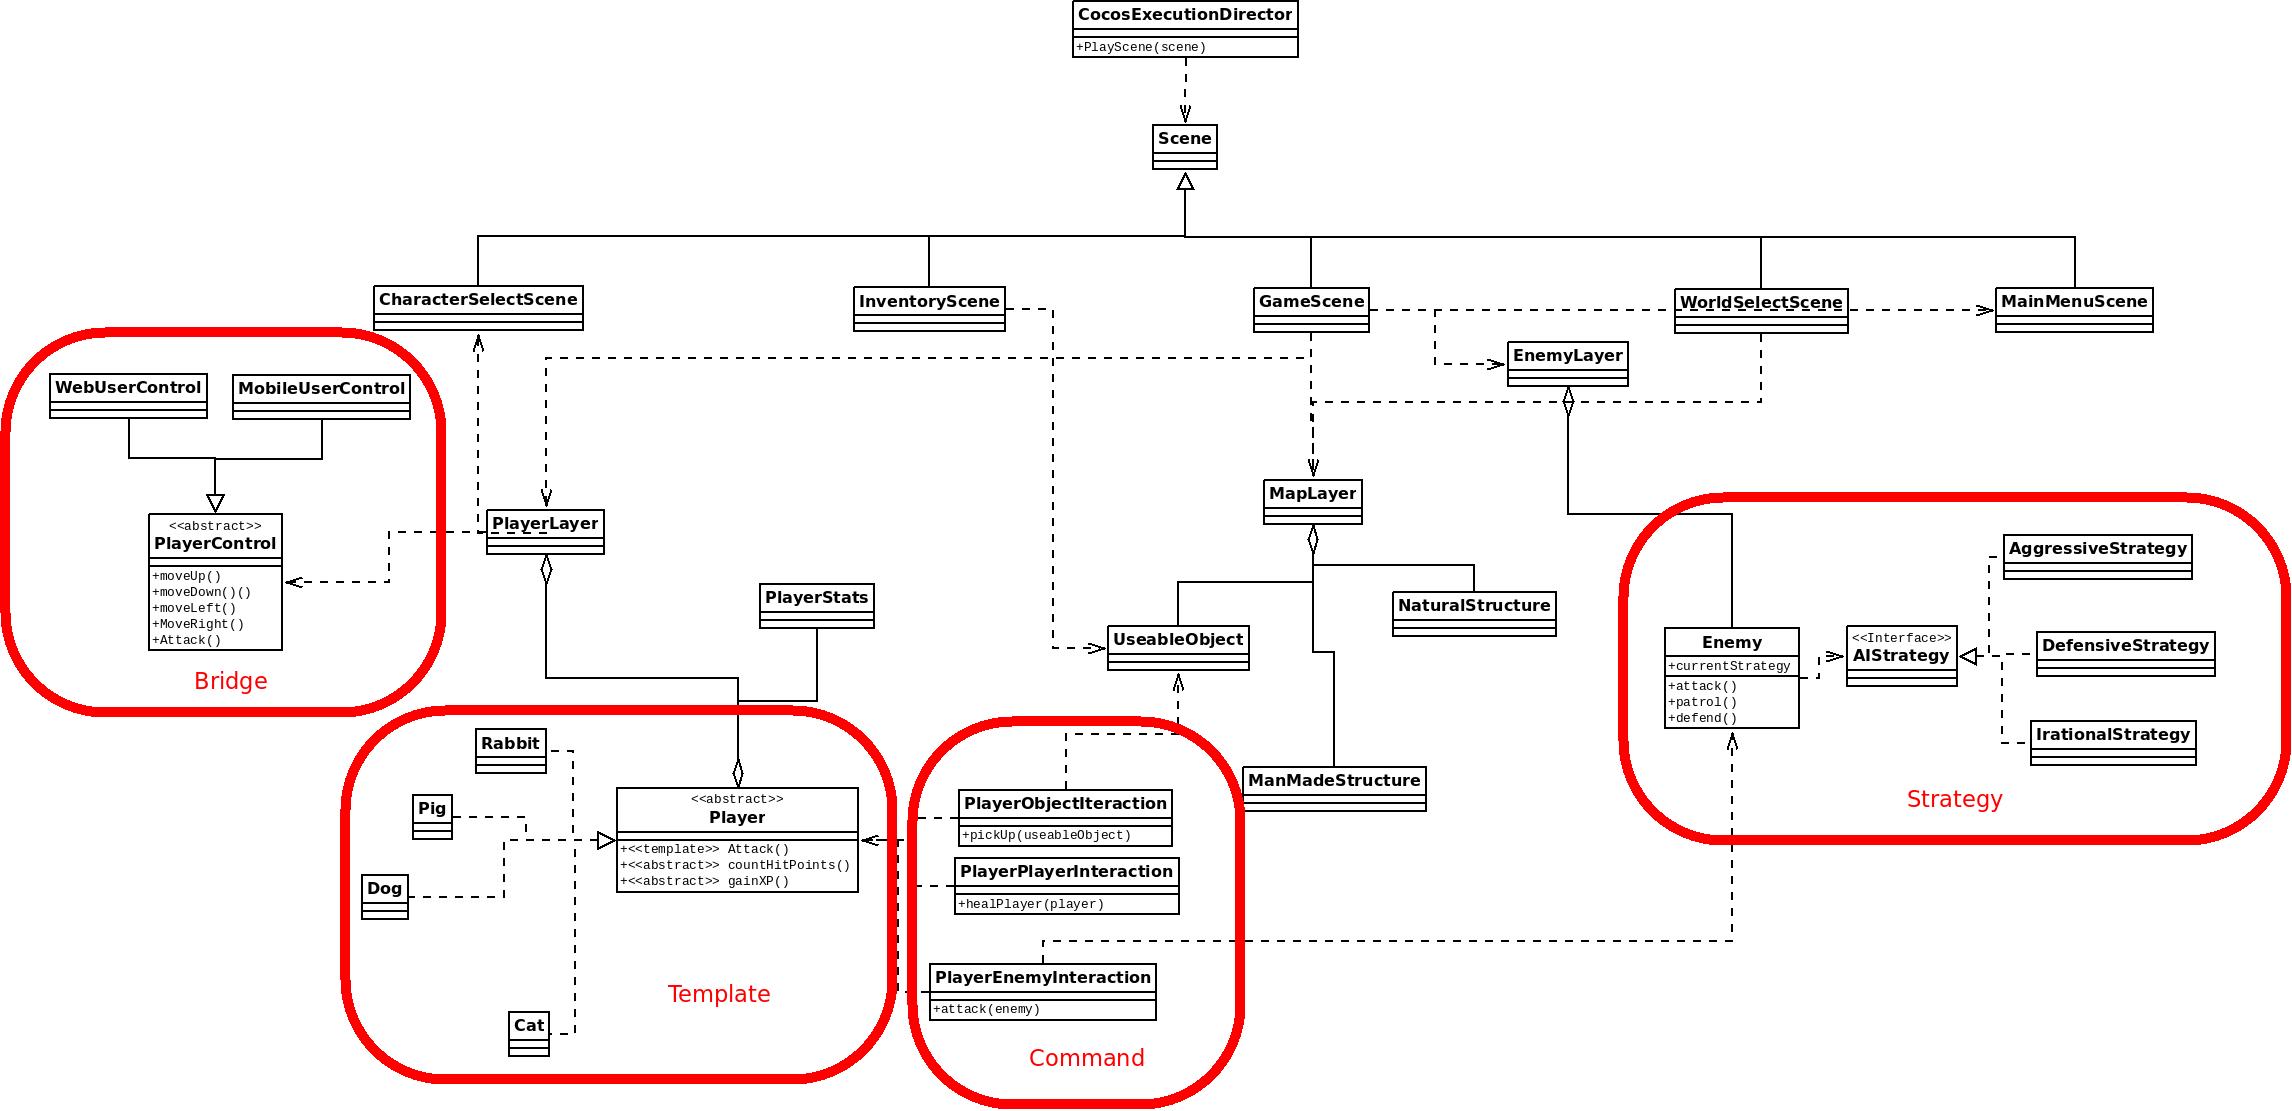 CocosExecutionDirector
+PlayScene(scene)
Scene
CharacterSelectScene
InventoryScene
GameScene
WorldSelectScene
MainMenuScene
EnemyLayer
WebUserControl
MobileUserControl
<<abstract>>
PlayerControl
+moveUp()
+moveDown()()
+moveLeft()
+MoveRight()
+Attack()
Bridge
PlayerLayer
PlayerStats
MapLayer
UseableObject
NaturalStructure
ManMadeStructure
Enemy
+currentStrategy
+attack()
+patrol()
+defend()
<<Interface>>
AIStrategy
AggressiveStrategy
DefensiveStrategy
IrationalStrategy
Strategy
Rabbit
Pig
Dog
Cat
<<abstract>>
Player
+<<template>> Attack()
+<<abstract>> countHitPoints()
+<<abstract>> gainXP()
Template
PlayerObjectIteraction
+pickUp(useableObject)
PlayerPlayerInteraction
+healPlayer(player)
PlayerEnemyInteraction
+attack(enemy)
Command